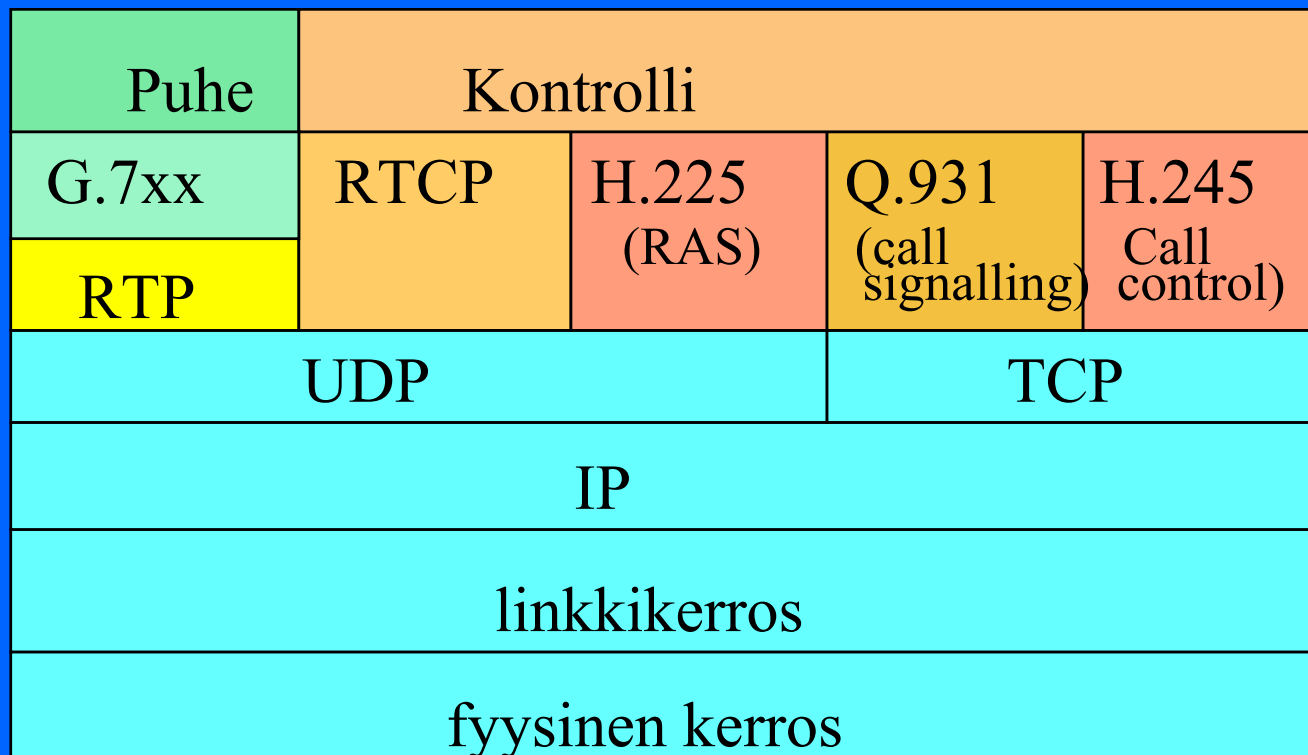 Puhe Kontrolli
G.7xx RTCP H.225 Q.931 H.245
(RAS) (call Call
signalling) control)
RTP
UDP TCP
IP
linkkikerros
fyysinen kerros